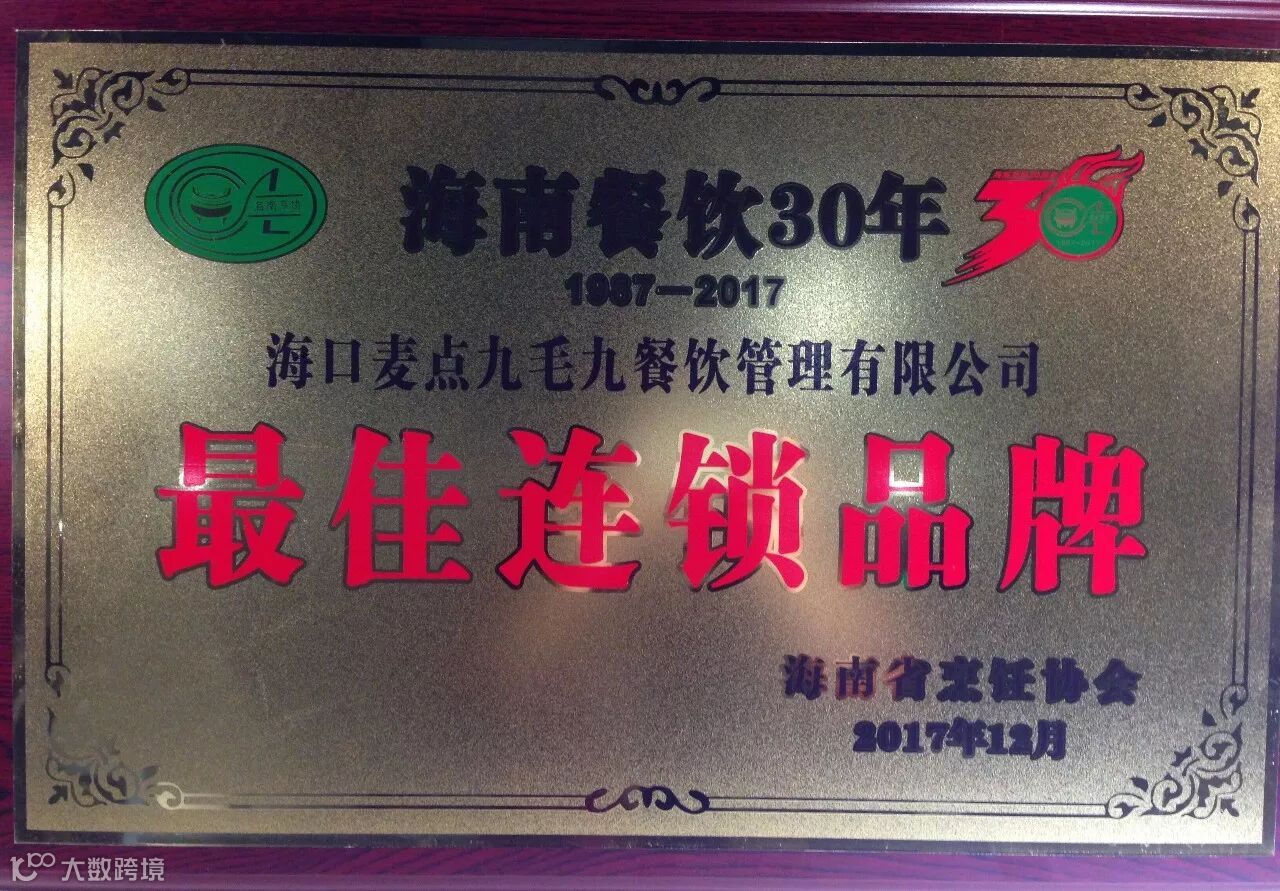 海南餐饮30年
1987-2017
海口麦点九毛九餐饮管理有限公司
最佳连锁品牌
海南省烹饪协会
2017年12月
大数跨境